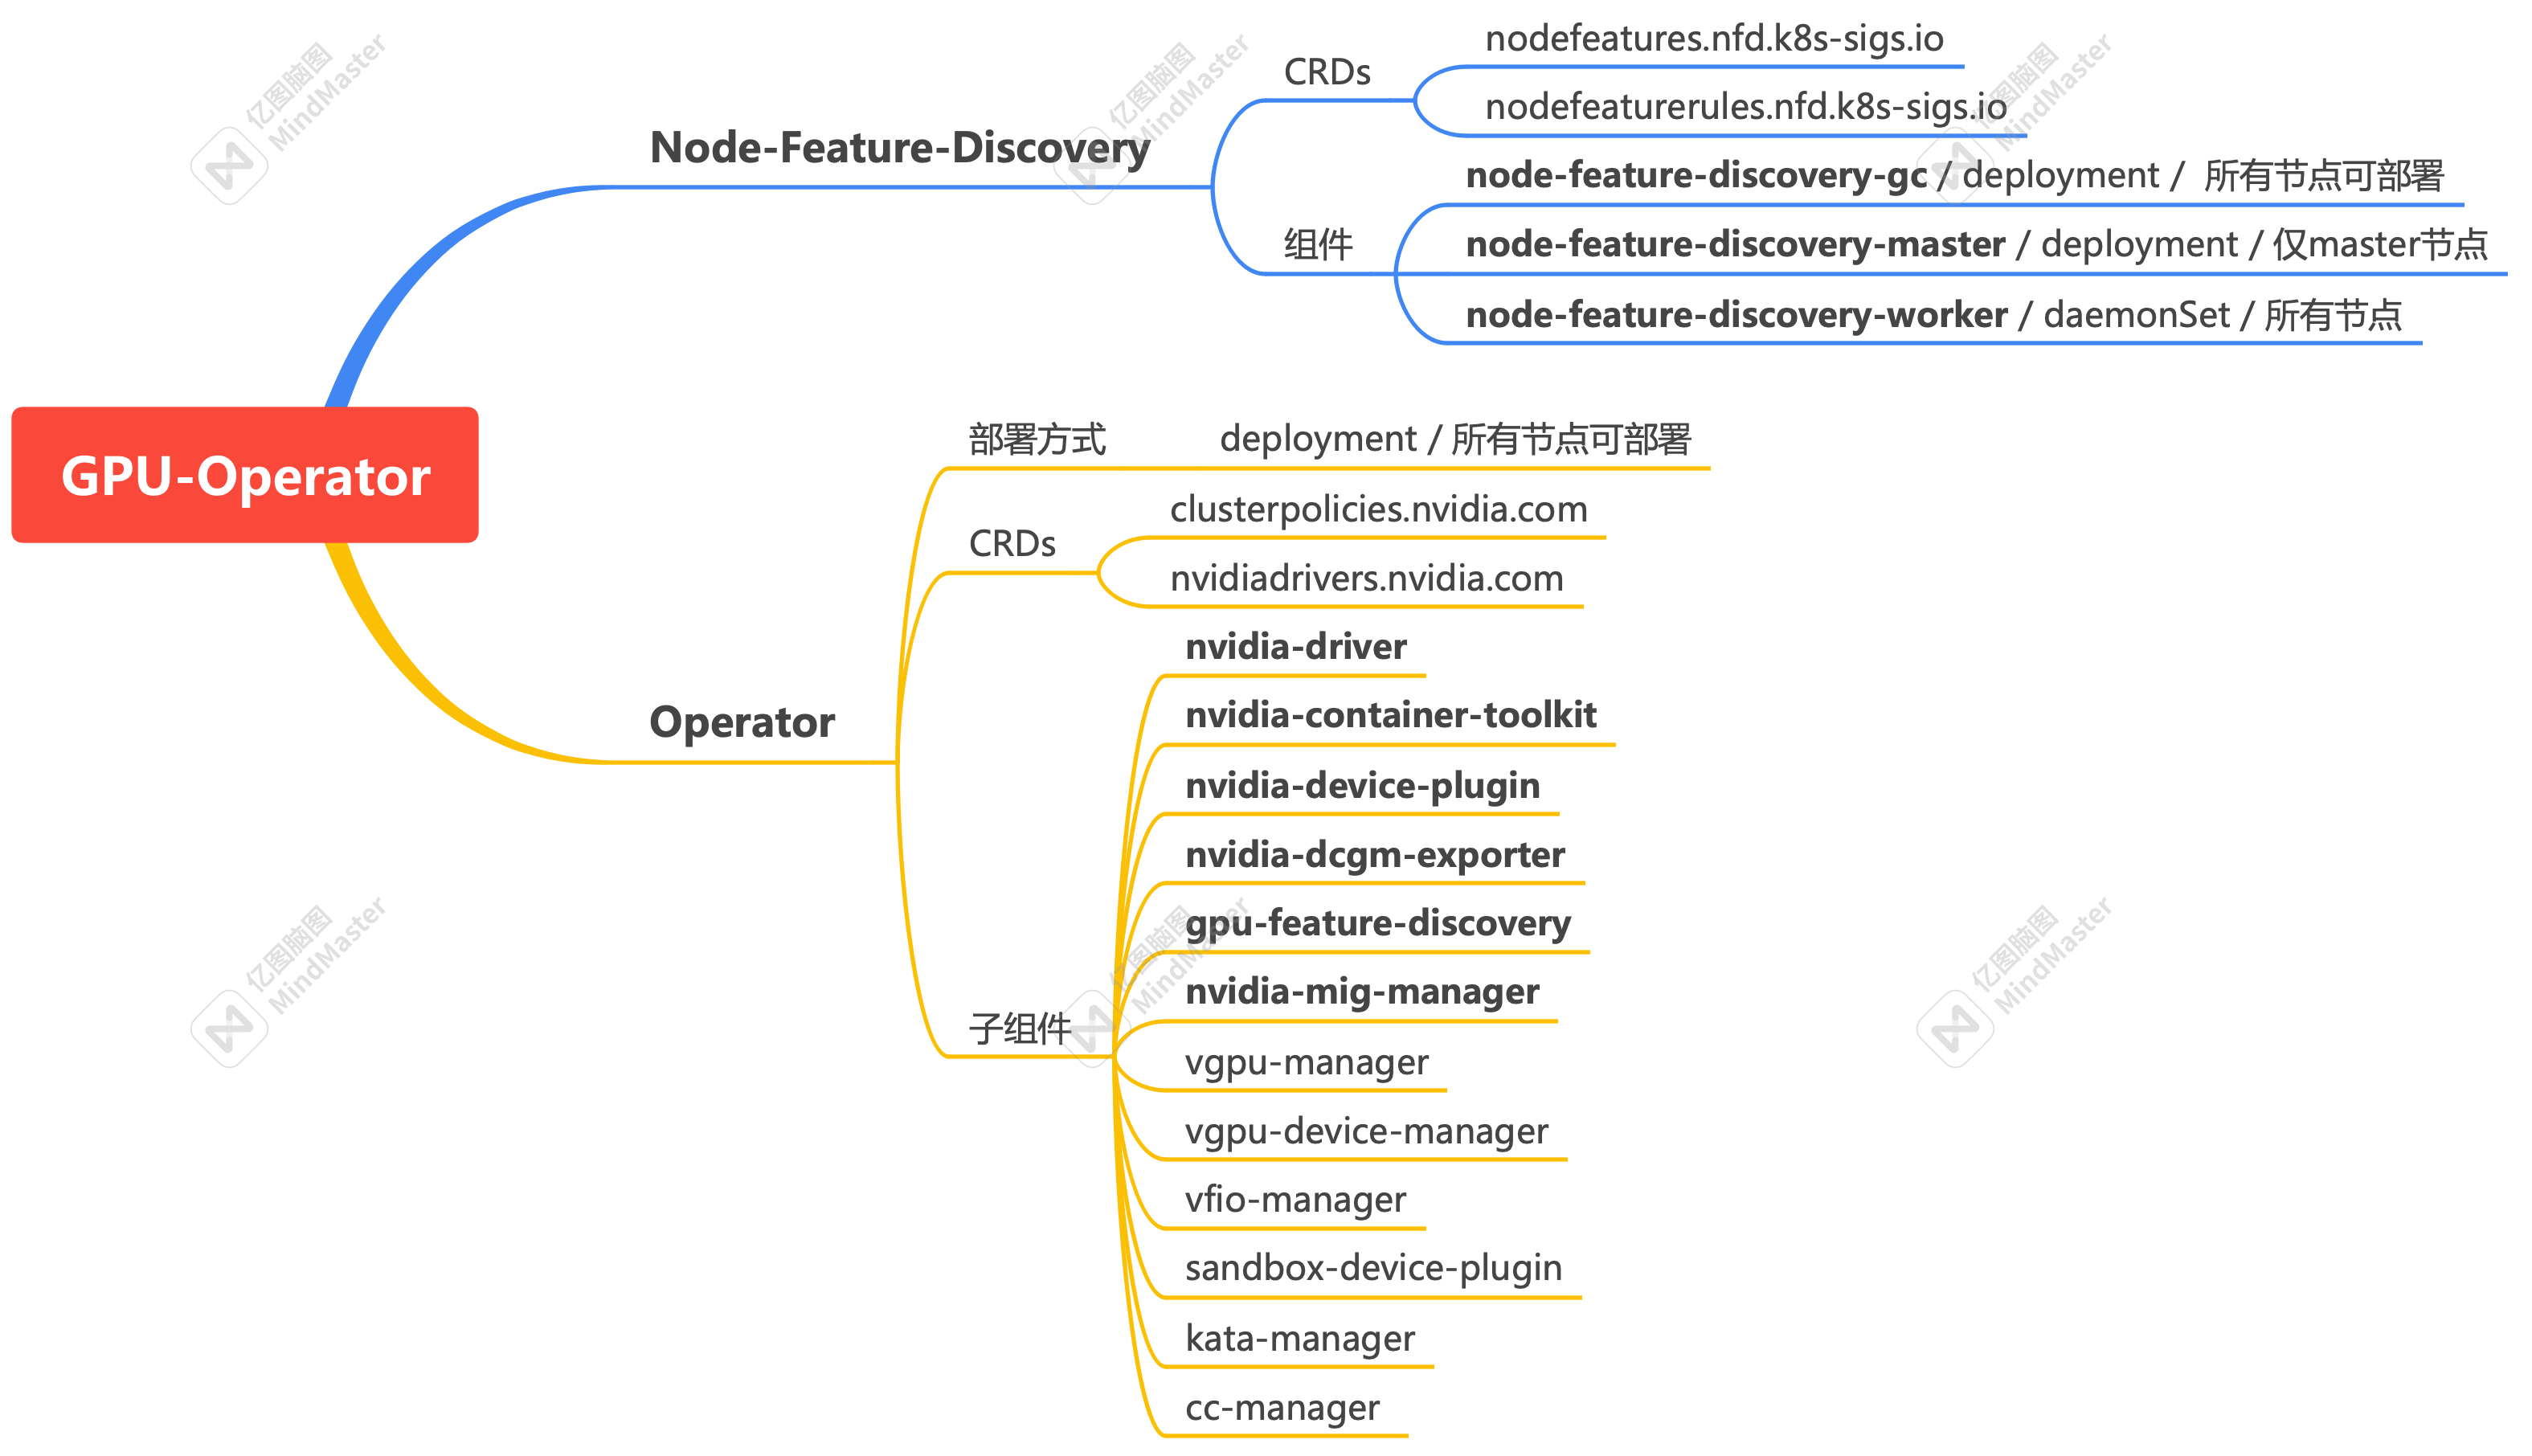 nodefeatures.nfd.k8s-sigs.io
CRDs
nodefeaturerules.nfd.k8s-sigs.io
Node-Feature-Discovery
node-feature-discovery-gc / deployment / 所有节点可部署
组件
node-feature-discovery-master / deployment / 仅master节点
node-feature-discovery-worker / daemonSet / 所有节点
GPU-Operator
部署方式
deployment / 所有节点可部署
clusterpolicies.nvidia.com
CRDs
nvidiadrivers.nvidia.com
Operator
nvidia-driver
nvidia-container-toolkit
nvidia-device-plugin
nvidia-dcgm-exporter
gpu-feature-discovery
nvidia-mig-manager
子组件
vgpu-manager
vgpu-device-manager
vfio-manager
sandbox-device-plugin
kata-manager
cc-manager
亿图脑图
MindMaster
亿图脑图
MindMaster
亿图脑图
MindMaster
亿图脑图
MindMaster
亿图脑图
MindMaster
亿图脑图
MindMaster